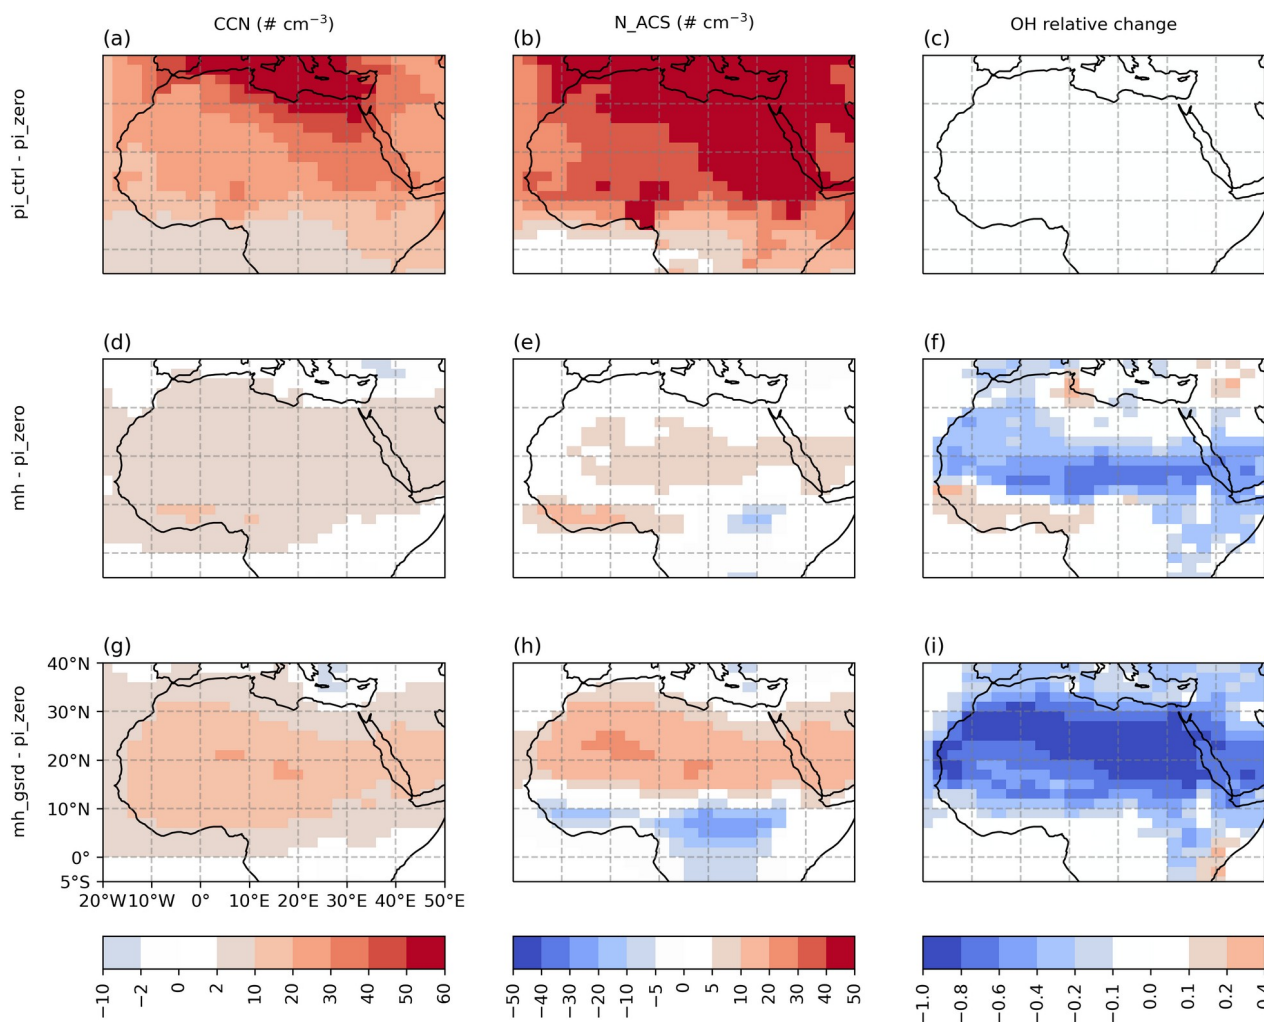 CCN (# cm⁻³) N_ACS (# cm⁻³) OH relative change
(a) (b) (c)
pi_ctrl - pi_zero
(d) (e) (f)
mh - pi_zero
(g) (h) (i)
mh_gsrd - pi_zero
40°N
30°N
20°N
10°N
0°
5°S
20°W 10°W 0° 10°E 20°E 30°E 40°E 50°E
−10 −2 0 2 10 20 30 40 50 60
−50 −40 −30 −20 −10 −5 0 5 10 20 30 40 50
−1.0 −0.8 −0.6 −0.4 −0.2 −0.1 0.0 0.1 0.2